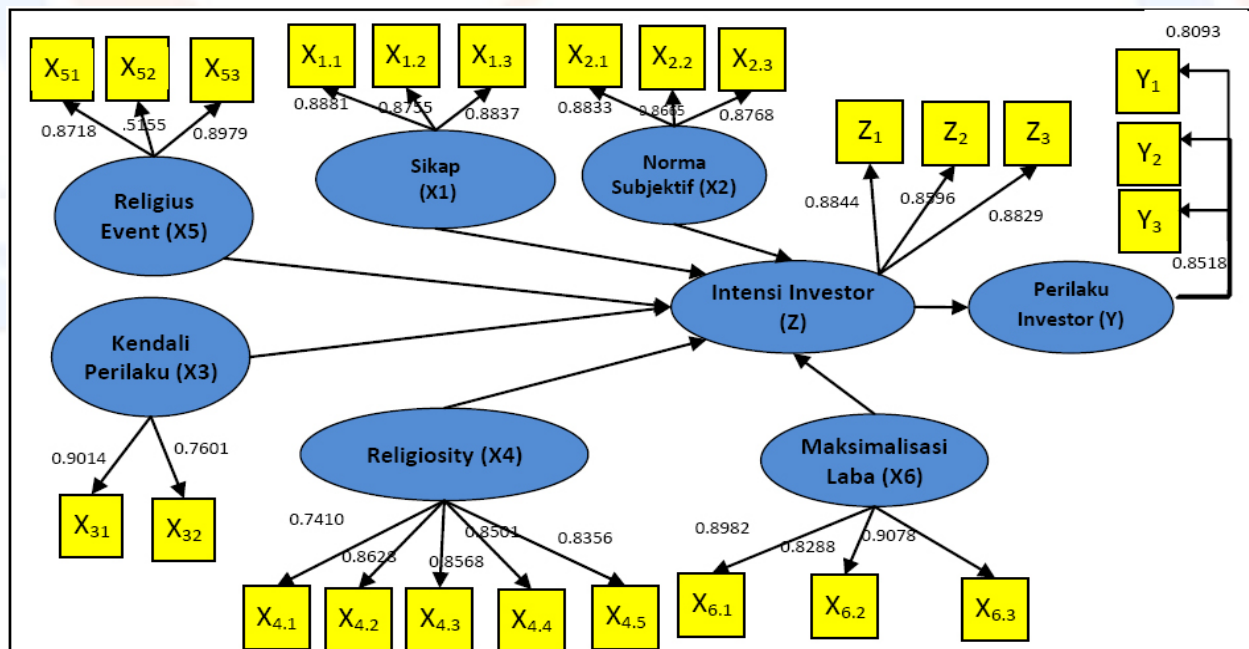 0.8093
X51 X52 X53
X1.1 X1.2 X1.3
X2.1 X2.2 X2.3
Y1
0.8718 .5155 0.8979
0.8881 0.8755 0.8837
0.8833 0.8665 0.8768
Z1 Z2 Z3
Y2
Y3
Religius
Event (X5)
Sikap
(X1)
Norma
Subjektif (X2)
0.8844 0.8596 0.8829
0.8518
Kendali
Perilaku (X3)
Intensi Investor
(Z)
Perilaku
Investor (Y)
0.9014 0.7601
X31 X32
Religiosity (X4)
Maksimalisasi
Laba (X6)
0.7410 0.8628 0.8568 0.8501 0.8356
0.8982 0.8288 0.9078
X4.1 X4.2 X4.3 X4.4 X4.5
X6.1 X6.2 X6.3